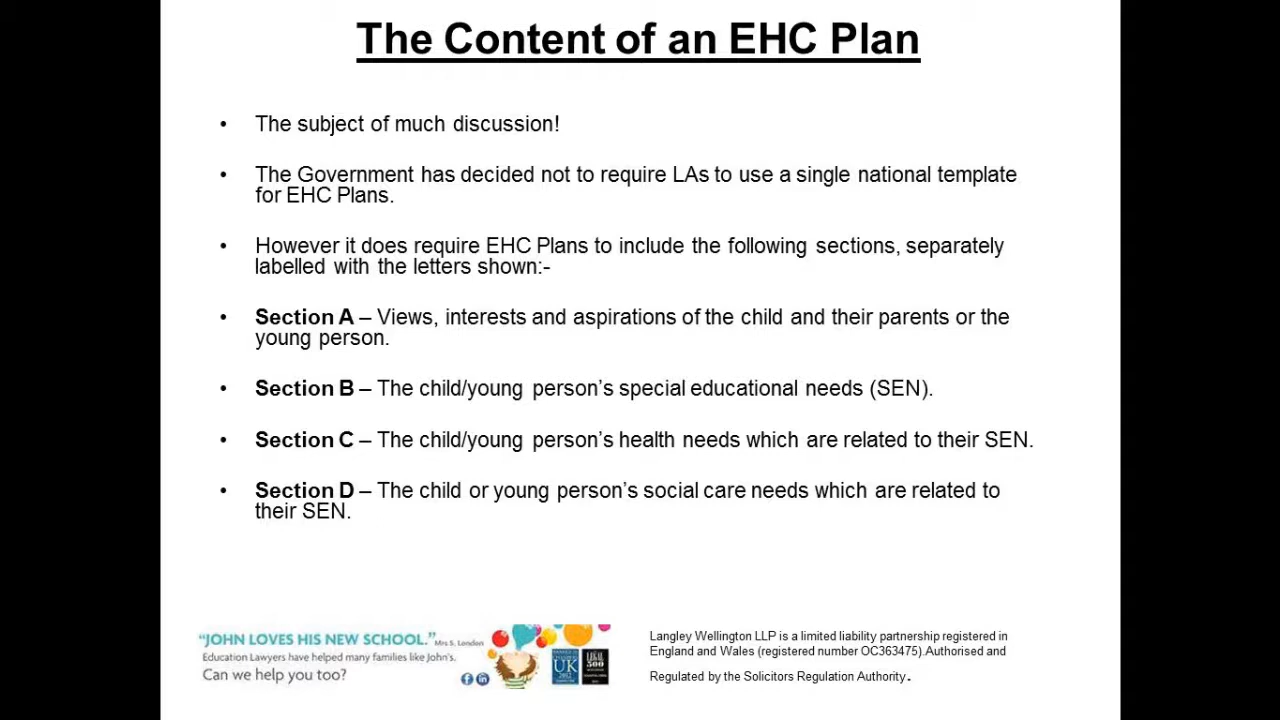 The Content of an EHC Plan
• The subject of much discussion!
• The Government has decided not to require LAs to use a single national template
for EHC Plans.
• However it does require EHC Plans to include the following sections, separately
labelled with the letters shown:-
• Section A – Views, interests and aspirations of the child and their parents or the
young person.
• Section B – The child/young person’s special educational needs (SEN).
• Section C – The child/young person’s health needs which are related to their SEN.
• Section D – The child or young person’s social care needs which are related to
their SEN.
“JOHN LOVES HIS NEW SCHOOL.” Mrs S. London
Education Lawyers have helped many families like John's.
Can we help you too?
UK
500
Langley Wellington LLP is a limited liability partnership registered in
England and Wales (registered number OC363475).Authorised and
Regulated by the Solicitors Regulation Authority.